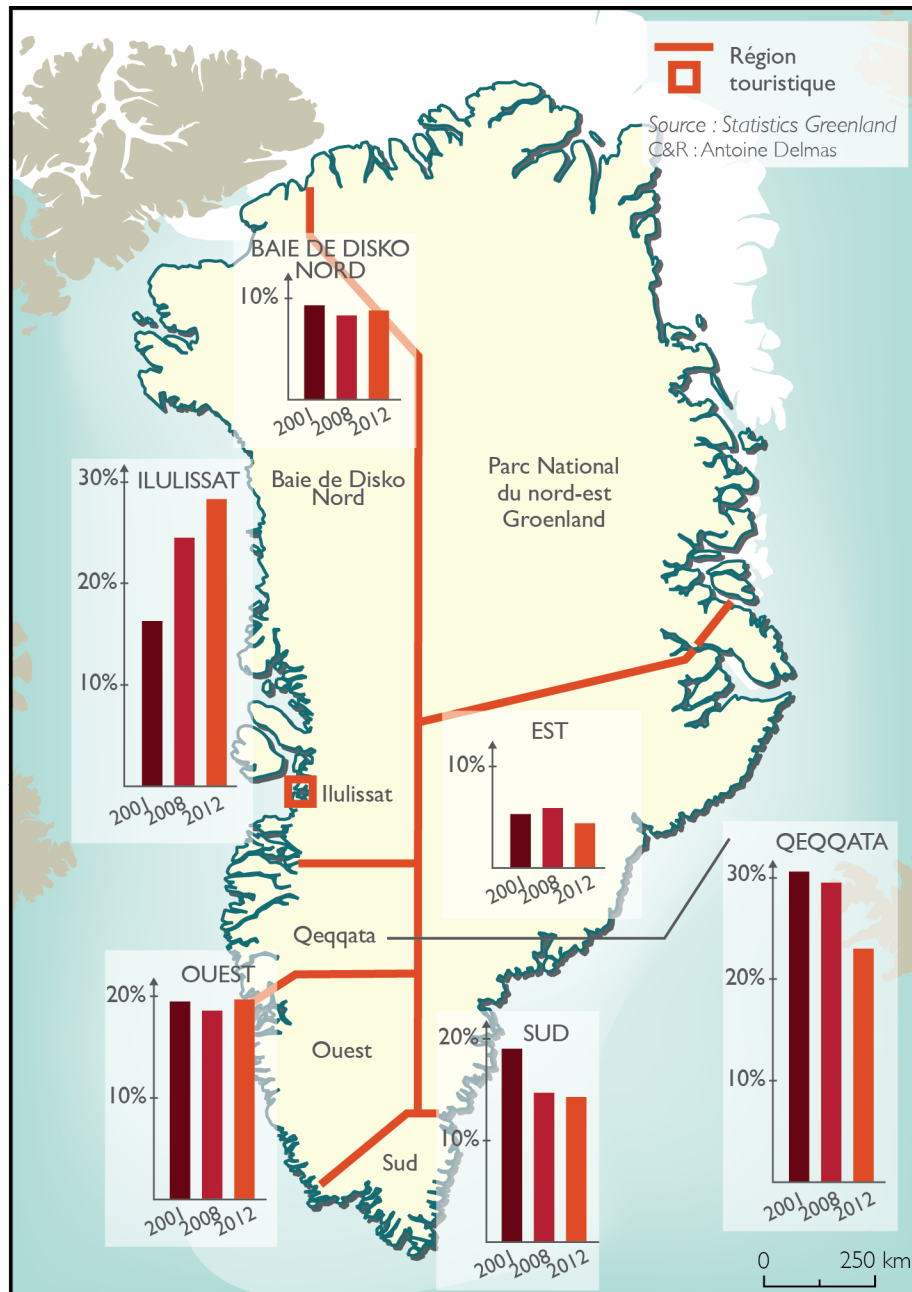 Région
touristique
Source : Statistics Greenland
C&R : Antoine Delmas
BAIE DE DISKO
NORD
10%
2001
2008
2012
ILULISSAT
30%
20%
10%
2001
2008
2012
Baie de Disko
Nord
Parc National
du nord-est
Groenland
Ilulissat
EST
10%
2001
2008
2012
QEQQATA
30%
20%
10%
2001
2008
2012
Qeqqata
OUEST
20%
10%
2001
2008
2012
Ouest
SUD
20%
10%
2001
2008
2012
Sud
0 250 km